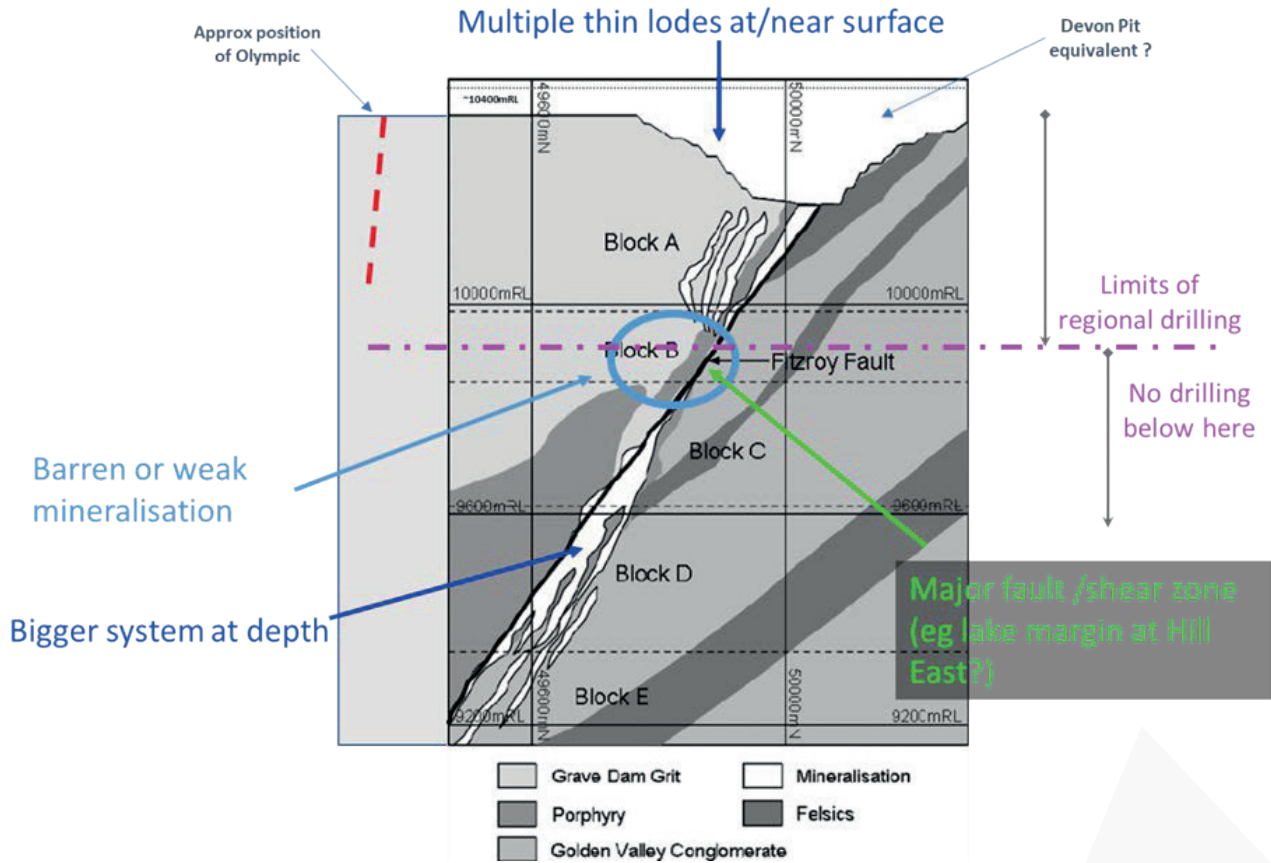 Multiple thin lodes at/near surface
Approx position
of Olympic
Devon Pit
equivalent ?
~10400mRL
49600mN
50000mN
Block A
10000mRL
10000mRL
Limits of
regional drilling
Block B
Fitzroy Fault
No drilling
below here
Barren or weak
mineralisation
Block C
9600mRL
9600mRL
Block D
Major fault /shear zone
(eg lake margin at Hill
East?)
Bigger system at depth
Block E
49600mN
50000mN
9200mRL
9200mRL
Grave Dam Grit
Mineralisation
Porphyry
Felsics
Golden Valley Conglomerate